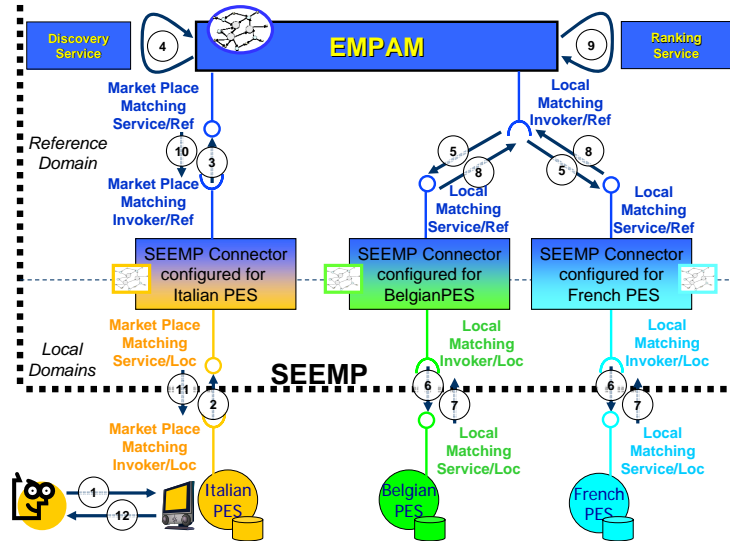 Discovery
Service
4
EMPAM
9
Ranking
Service
Market Place
Matching
Service/Ref
Local
Matching
Invoker/Ref
Reference
Domain
10
3
5
8
8
5
Market Place
Matching
Invoker/Ref
Local
Matching
Service/Ref
Local
Matching
Service/Ref
SEEMP Connector
configured for
Italian PES
SEEMP Connector
configured for
BelgianPES
SEEMP Connector
configured for
French PES
Market Place
Matching
Service/Loc
Local
Matching
Invoker/Loc
Local
Matching
Invoker/Loc
Local
Domains
SEEMP
11
2
6
7
6
7
Market Place
Matching
Invoker/Loc
Local
Matching
Service/Loc
Local
Matching
Service/Loc
1
12
Italian
PES
Belgian
PES
French
PES